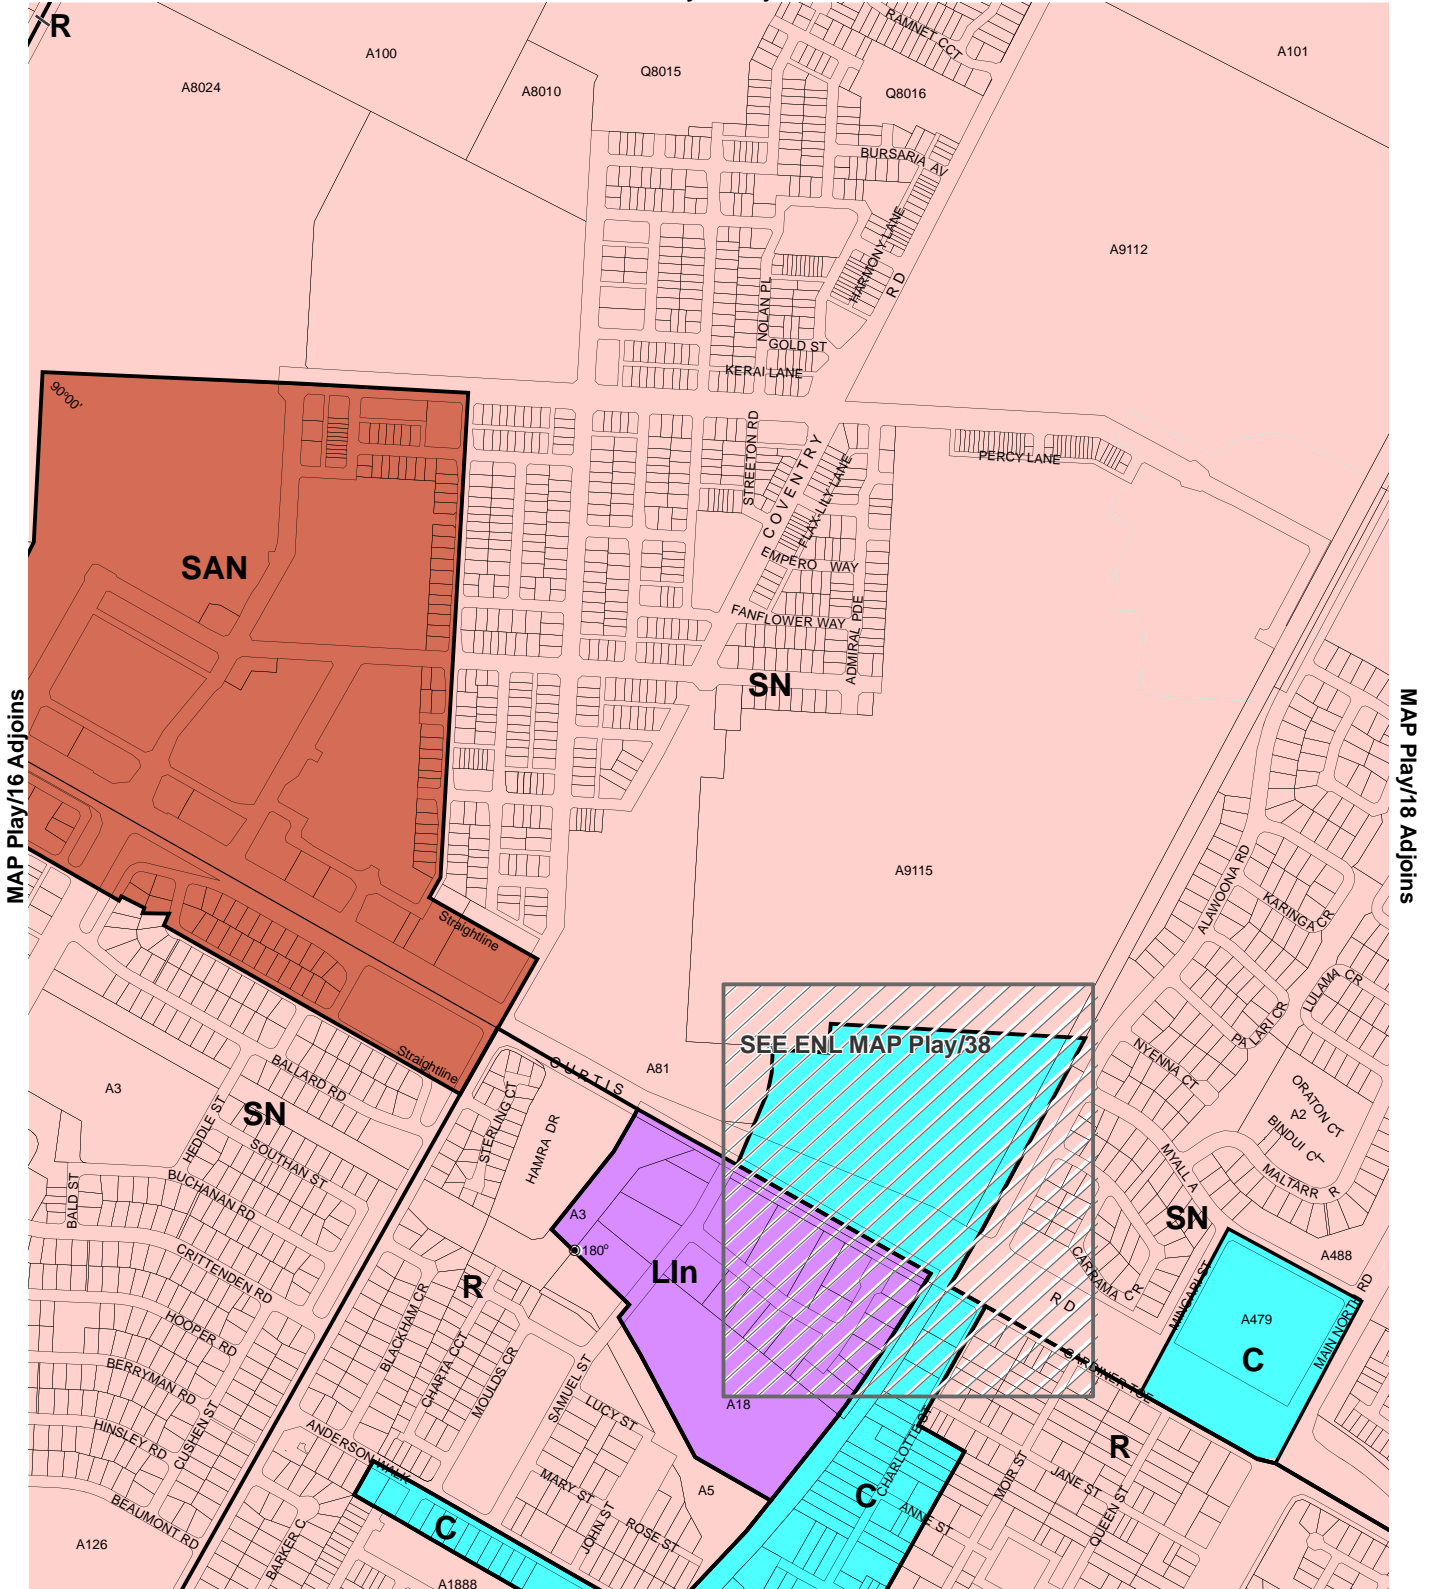 R
A100
A101
A8024
A8010
Q8015
Q8016
RAMNET CCT
BURSARIA AV
A9112
HARMONY LANE
RD
NOLAN PL
GOLD ST
KERAI LANE
90°00'
STREETON RD
COVENTRY
FLAX-LILY LANE
PERCY LANE
EMPERO WAY
SAN
FANFLOWER WAY
ADMIRAL PDE
SN
MAP Play/16 Adjoins
MAP Play/18 Adjoins
A9115
ALAWOONA RD
KARINGA CR
Straightline
LULAMA CR
PALARI CR
SEE ENL MAP Play/38
NYENNA CT
Straightline
CURTIS
A81
A3
BALLARD RD
SN
HEDDLE ST
STERLING CT
HAMRA DR
ORATON CT
A2
BINDUI CT
SOUTHAN ST
BUCHANAN RD
BALD ST
MYALL A
MALTARR R
A3
SN
180°
A488
CRITTENDEN RD
LIn
R
CARRAMA CR
RD
MINGARI ST
A479
MAIN NORTH RD
C
HOOPER RD
BLACKHAM CR
CHARTA CCT
MOULDS CR
BERRYMAN RD
GARDINER TCE
SAMUEL ST
LUCY ST
A18
CUSHEN ST
HINSLEY RD
ANDERSON WALK
CHARLOTTE ST
R
MOIR ST
JANE ST
QUEEN ST
MARY ST
A5
C
ANNE ST
BEAUMONT RD
A126
BARKER C
C
JOHN ST
ROSE ST
A1888